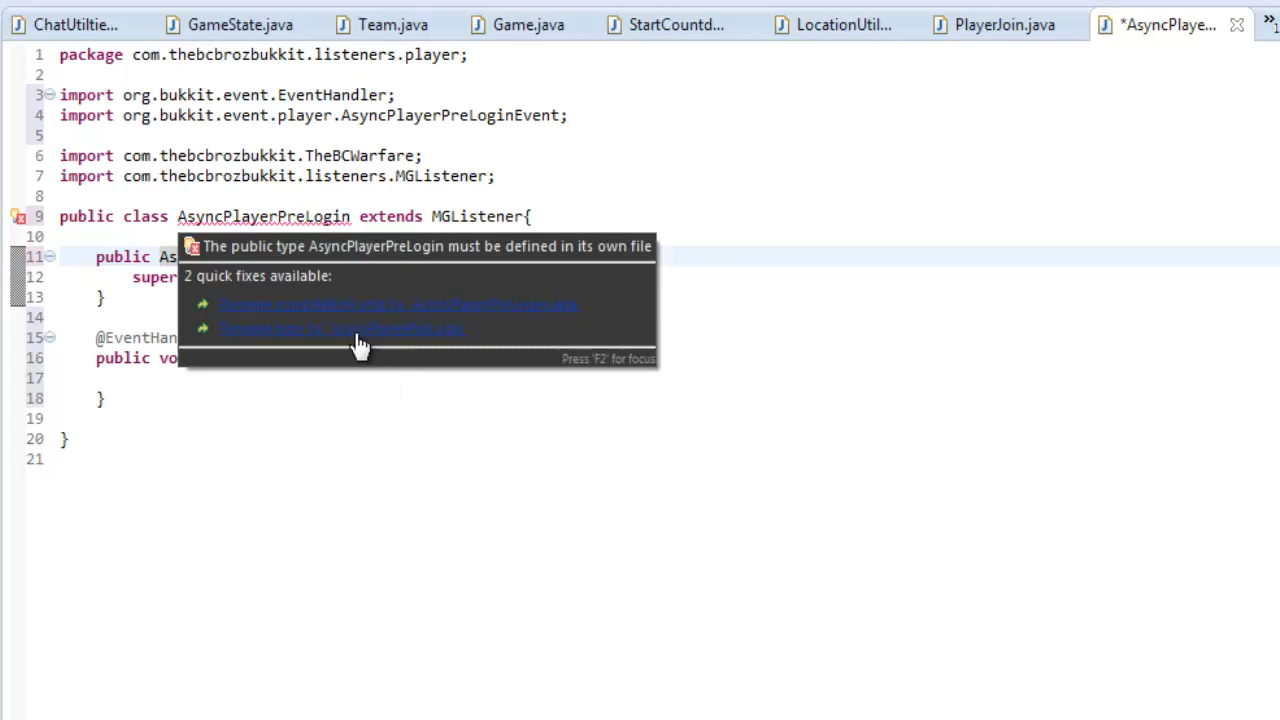 ChatUtiltie... GameState.java Team.java Game.java StartCountd... LocationUtil... PlayerJoin.java *AsyncPlaye... »1
1 package com.thebcbrozbukkit.listeners.player;
2
3 import org.bukkit.event.EventHandler;
4 import org.bukkit.event.player.AsyncPlayerPreLoginEvent;
5
6 import com.thebcbrozbukkit.TheBCWarfare;
7 import com.thebcbrozbukkit.listeners.MGListener;
8
9 public class AsyncPlayerPreLogin extends MGListener{
10
The public type AsyncPlayerPreLogin must be defined in its own file
11 public As
2 quick fixes available:
12 super
13 }
14
15 @EventHan
16 public vo
Press 'F2' for focus
17
18 }
19
20 }
21